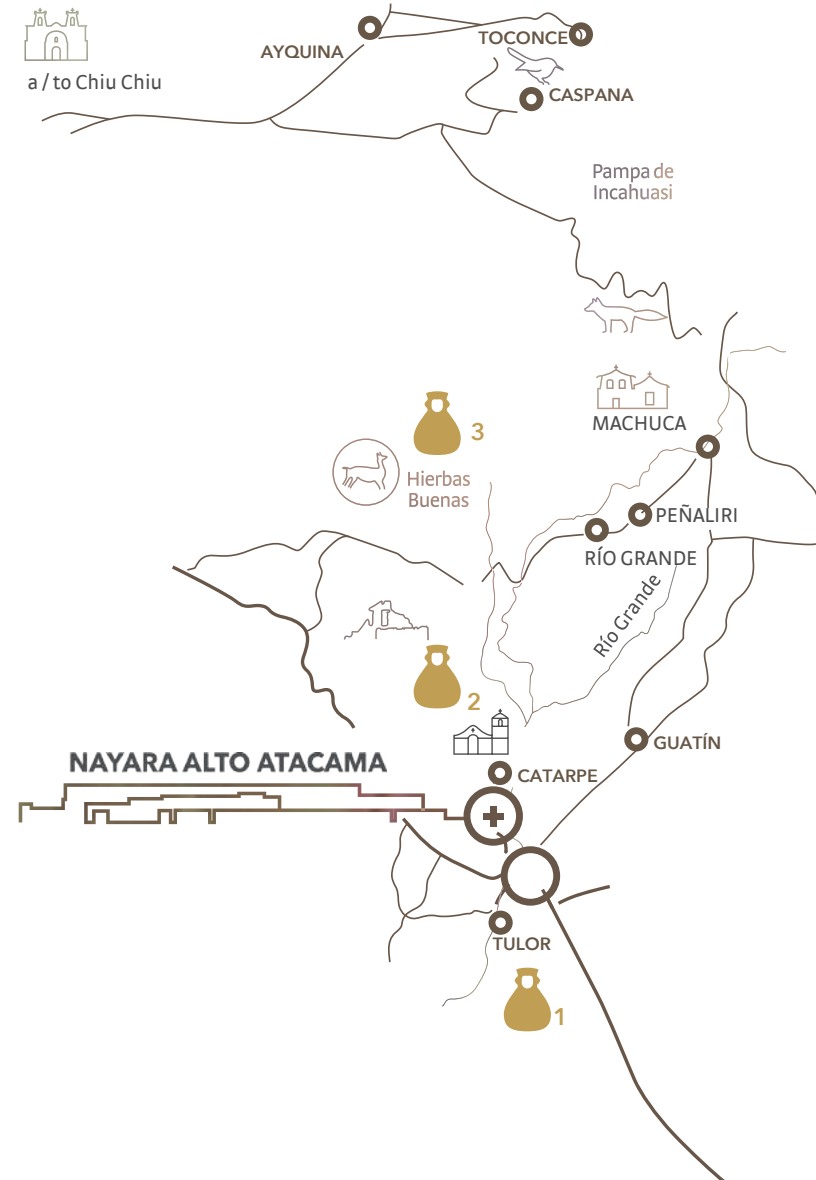 AYQUINA
TOCONCE
a / to Chiu Chiu
CASPANA
Pampa de
Incahuasi
MACHUCA
3
Hierbas
Buenas
PEÑALIRI
RÍO GRANDE
Río Grande
2
GUATÍN
NAYARA ALTO ATACAMA
CATARPE
TULOR
1